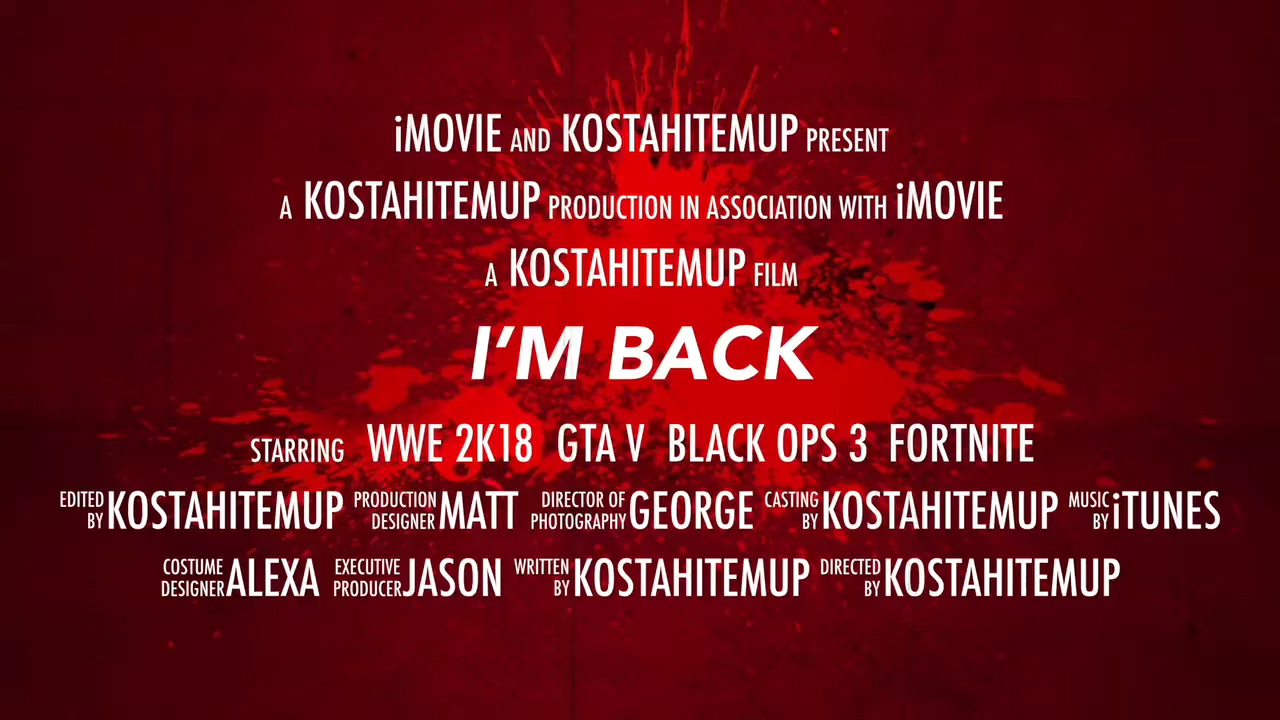 iMOVIE AND KOSTAHITEMUP PRESENT
A KOSTAHITEMUP PRODUCTION IN ASSOCIATION WITH iMOVIE
A KOSTAHITEMUP FILM
I'M BACK
STARRING WWE 2K18 GTA V BLACK OPS 3 FORTNITE
EDITED BY KOSTAHITEMUP PRODUCTION DESIGNER MATT DIRECTOR OF PHOTOGRAPHY GEORGE CASTING BY KOSTAHITEMUP MUSIC BY iTUNES
COSTUME DESIGNER ALEXA EXECUTIVE PRODUCER JASON WRITTEN BY KOSTAHITEMUP DIRECTED BY KOSTAHITEMUP